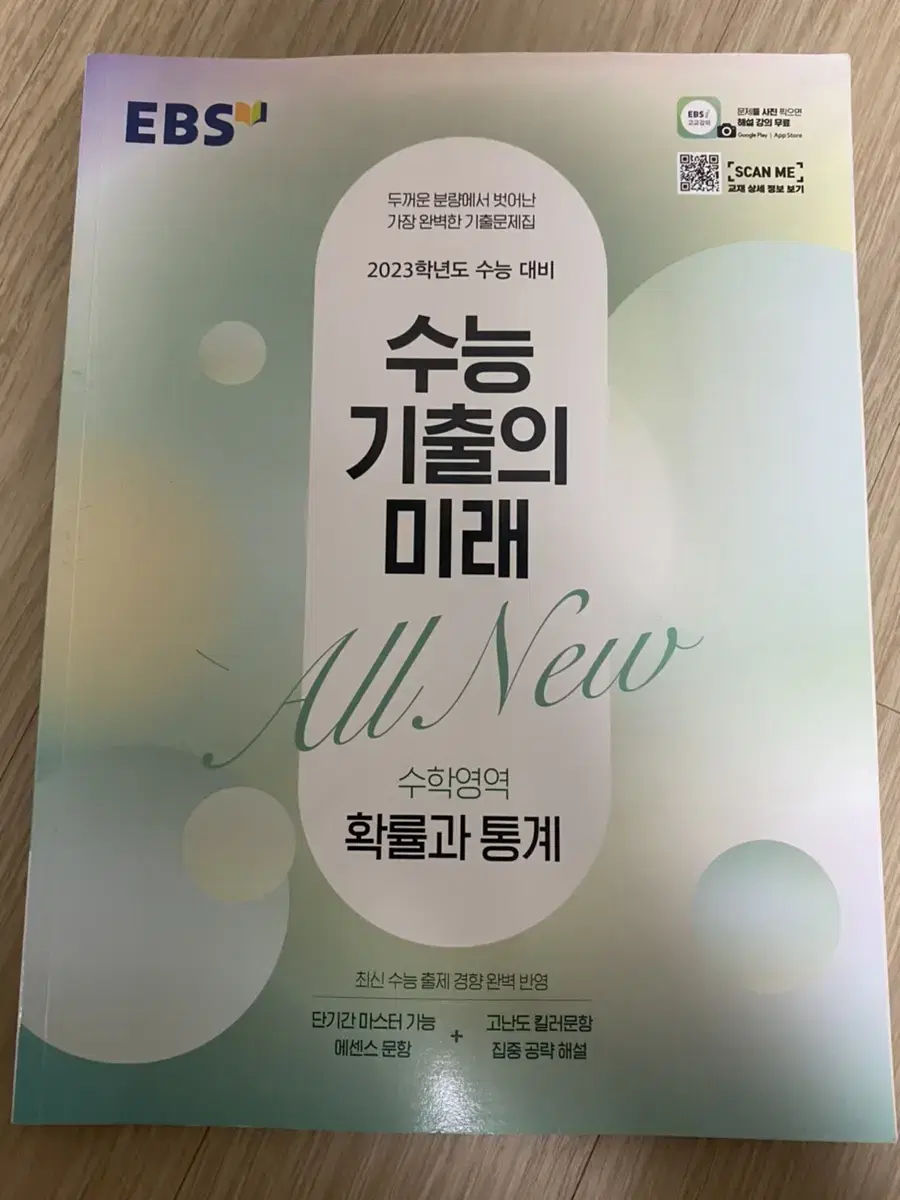 EBS
EBSi
고교강의
문제를 사진 찍으면
해설 강의 무료
Google Play | App Store
SCAN ME
교재 상세 정보 보기
두꺼운 분량에서 벗어난
가장 완벽한 기출문제집
2023학년도 수능 대비
수능
기출의
미래
All New
수학영역
확률과 통계
최신 수능 출제 경향 완벽 반영
단기간 마스터 가능
에센스 문항
+
고난도 킬러문항
집중 공략 해설